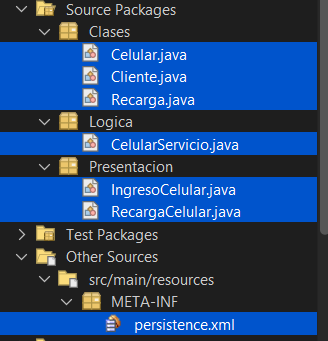 Source Packages
Clases
Celular.java
Cliente.java
Recarga.java
Logica
CelularServicio.java
Presentacion
IngresoCelular.java
RecargaCelular.java
Test Packages
Other Sources
src/main/resources
META-INF
persistence.xml